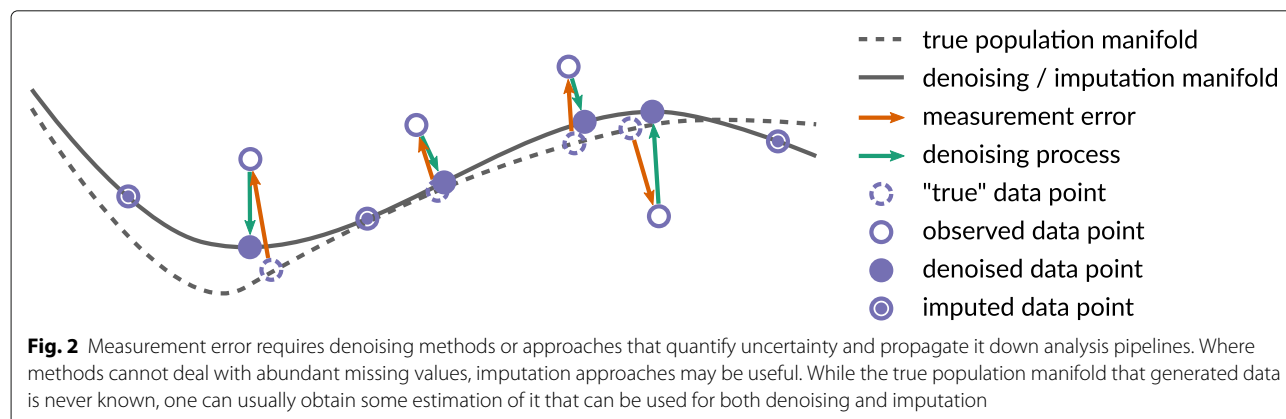 true population manifold
denoising / imputation manifold
measurement error
denoising process
"true" data point
observed data point
denoised data point
imputed data point
Fig. 2 Measurement error requires denoising methods or approaches that quantify uncertainty and propagate it down analysis pipelines. Where
methods cannot deal with abundant missing values, imputation approaches may be useful. While the true population manifold that generated data
is never known, one can usually obtain some estimation of it that can be used for both denoising and imputation